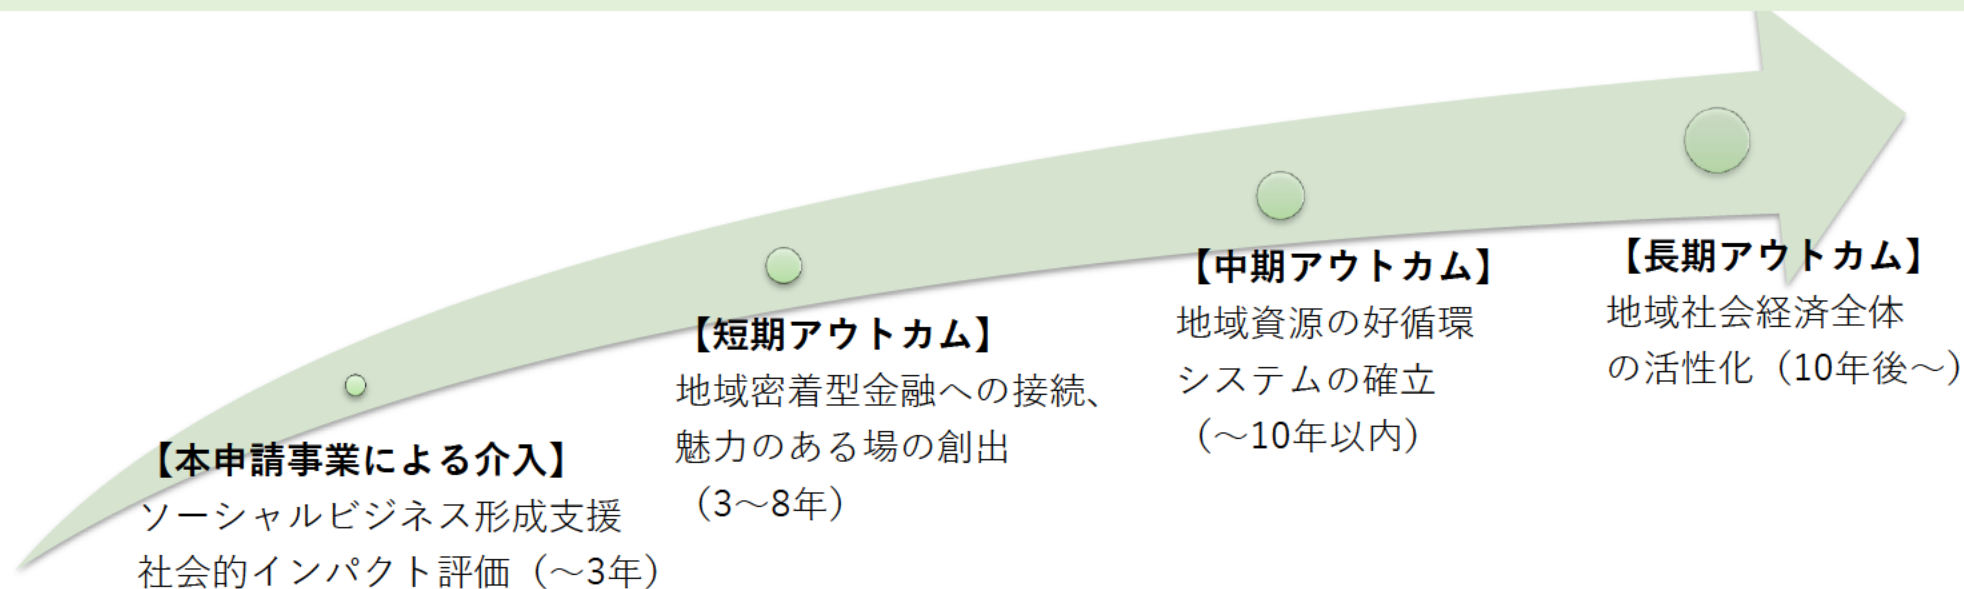 【本申請事業による介入】
ソーシャルビジネス形成支援
社会的インパクト評価（～3年）
【短期アウトカム】
地域密着型金融への接続、
魅力のある場の創出
（3～8年）
【中期アウトカム】
地域資源の好循環
システムの確立
（～10年以内）
【長期アウトカム】
地域社会経済全体
の活性化（10年後～）